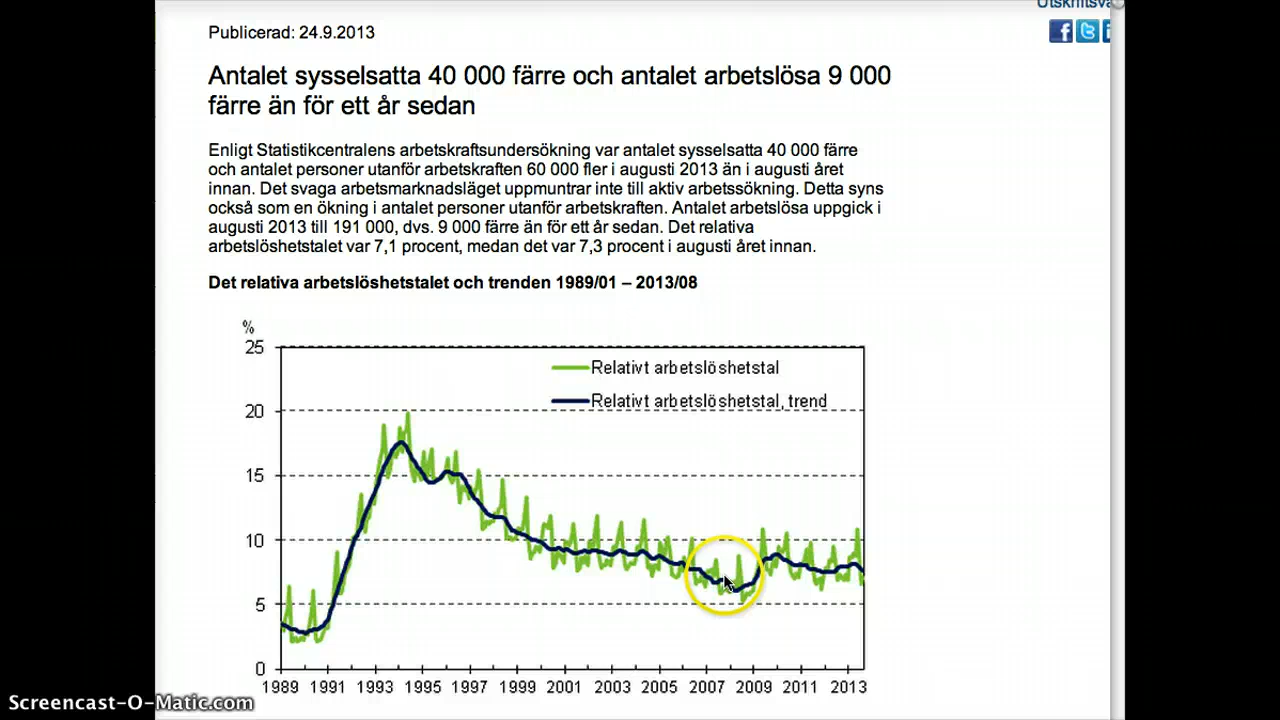 Utskriftsva
Publicerad: 24.9.2013
Antalet sysselsatta 40 000 färre och antalet arbetslösa 9 000
färre än för ett år sedan
Enligt Statistikcentralens arbetskraftsundersökning var antalet sysselsatta 40 000 färre
och antalet personer utanför arbetskraften 60 000 fler i augusti 2013 än i augusti året
innan. Det svaga arbetsmarknadsläget uppmuntrar inte till aktiv arbetssökning. Detta syns
också som en ökning i antalet personer utanför arbetskraften. Antalet arbetslösa uppgick i
augusti 2013 till 191 000, dvs. 9 000 färre än för ett år sedan. Det relativa
arbetslöshetstalet var 7,1 procent, medan det var 7,3 procent i augusti året innan.
Det relativa arbetslöshetstalet och trenden 1989/01 – 2013/08
%
25
Relativt arbetslöshetstal
Relativt arbetslöshetstal, trend
20
15
10
5
0
1989 1991 1993 1995 1997 1999 2001 2003 2005 2007 2009 2011 2013
Screencast-O-Matic.com